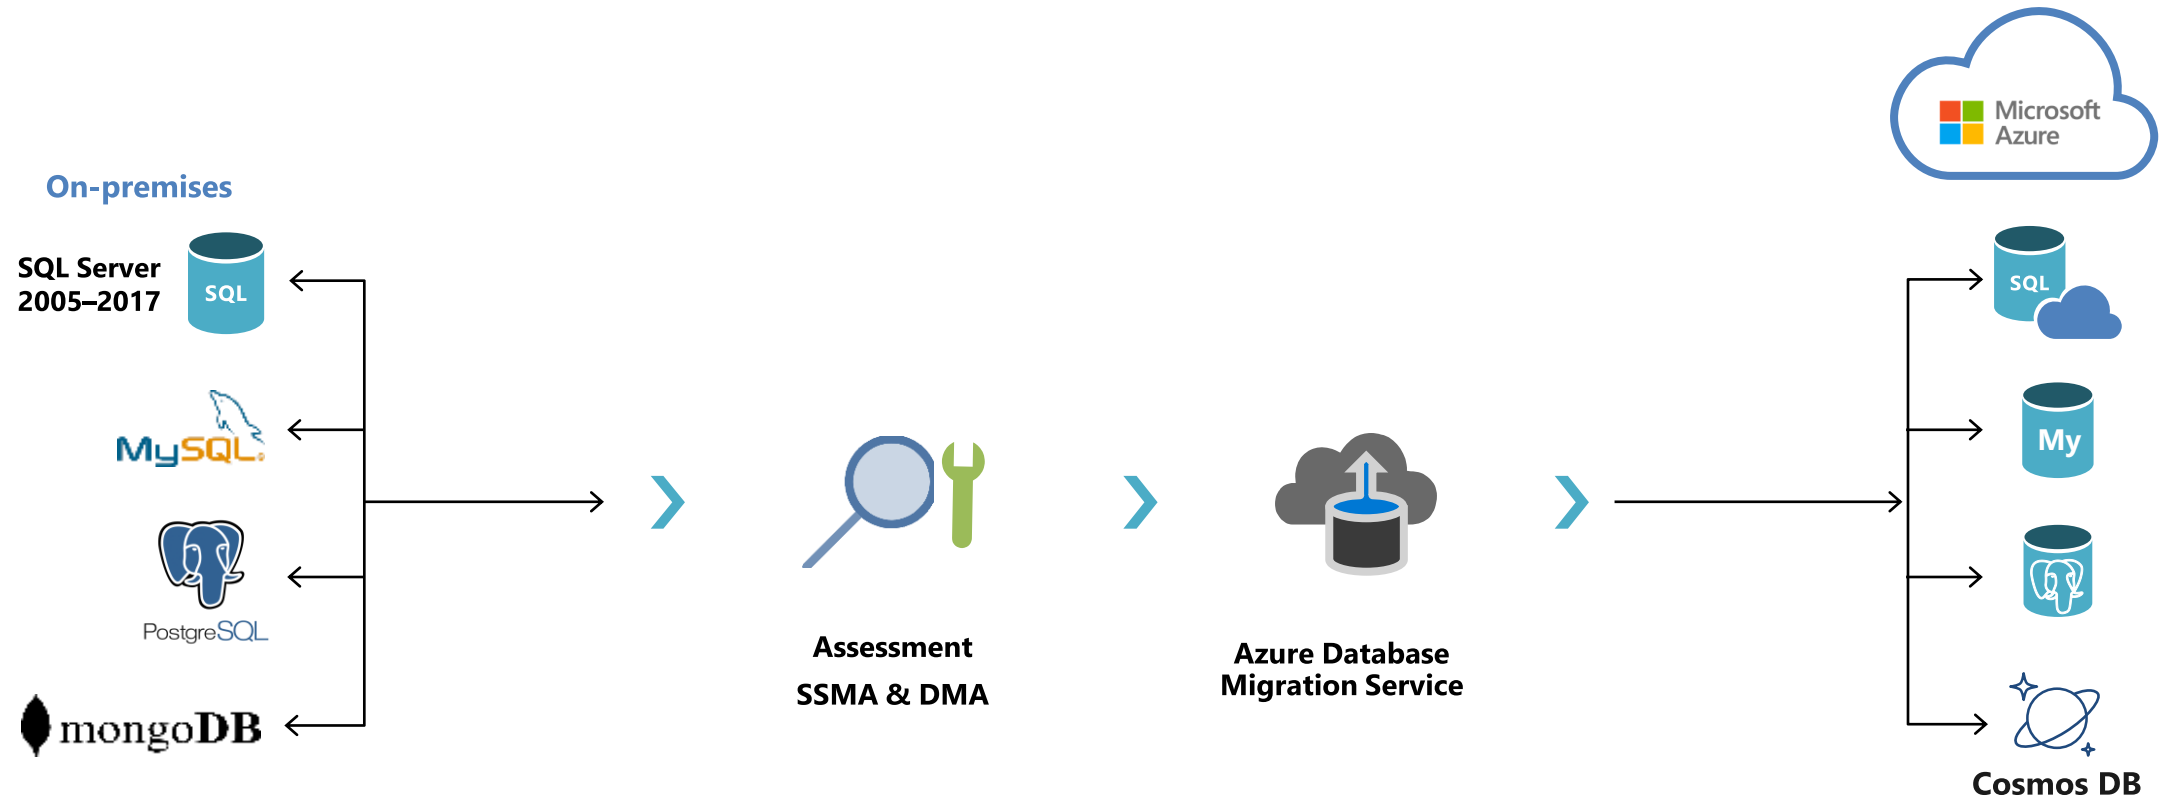 Microsoft
Azure
On-premises
SQL Server
2005–2017
SQL
SQL
MySQL
My
PostgreSQL
Assessment
SSMA & DMA
Azure Database
Migration Service
mongoDB
Cosmos DB